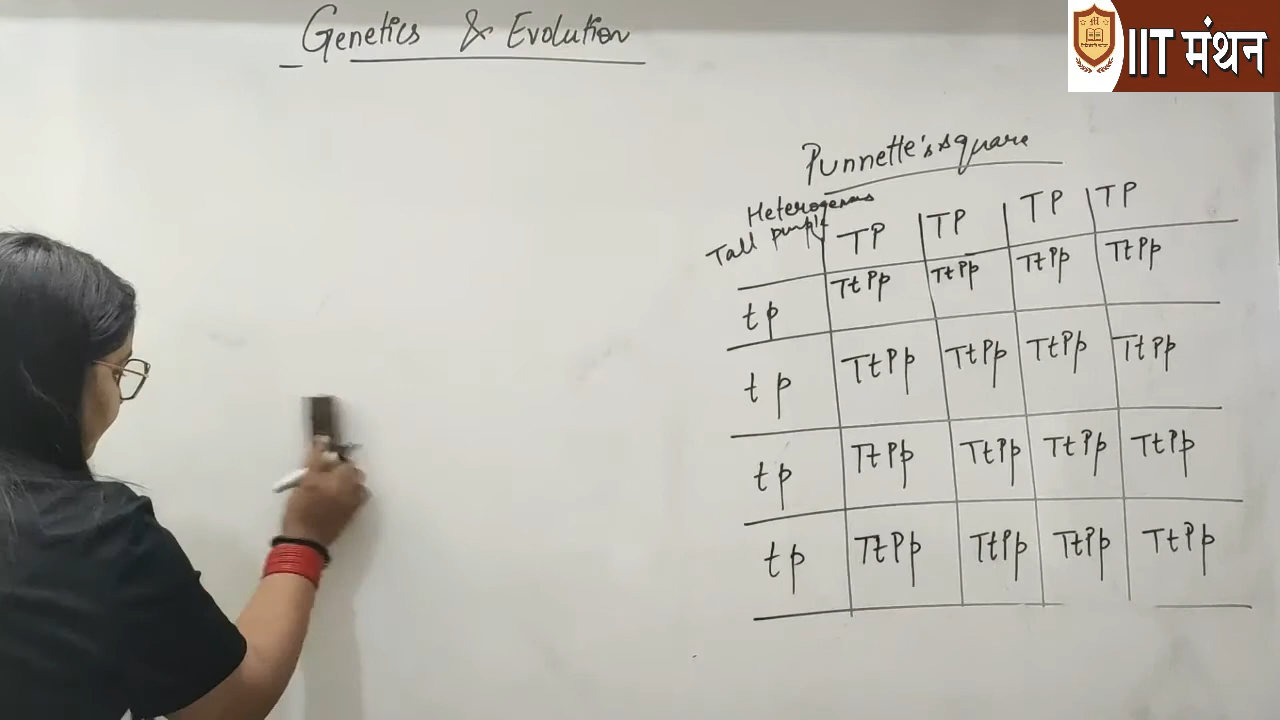 Genetics & Evolution
IIT मंथन
Punnette's square
Heterogenous
Tall purple
TP TP TP TP
tp TtPp TtPp TtPp TtPp
tp TtPp TtPp TtPp TtPp
tp TtPp TtPp TtPp TtPp
tp TtPp TtPp TtPp TtPp